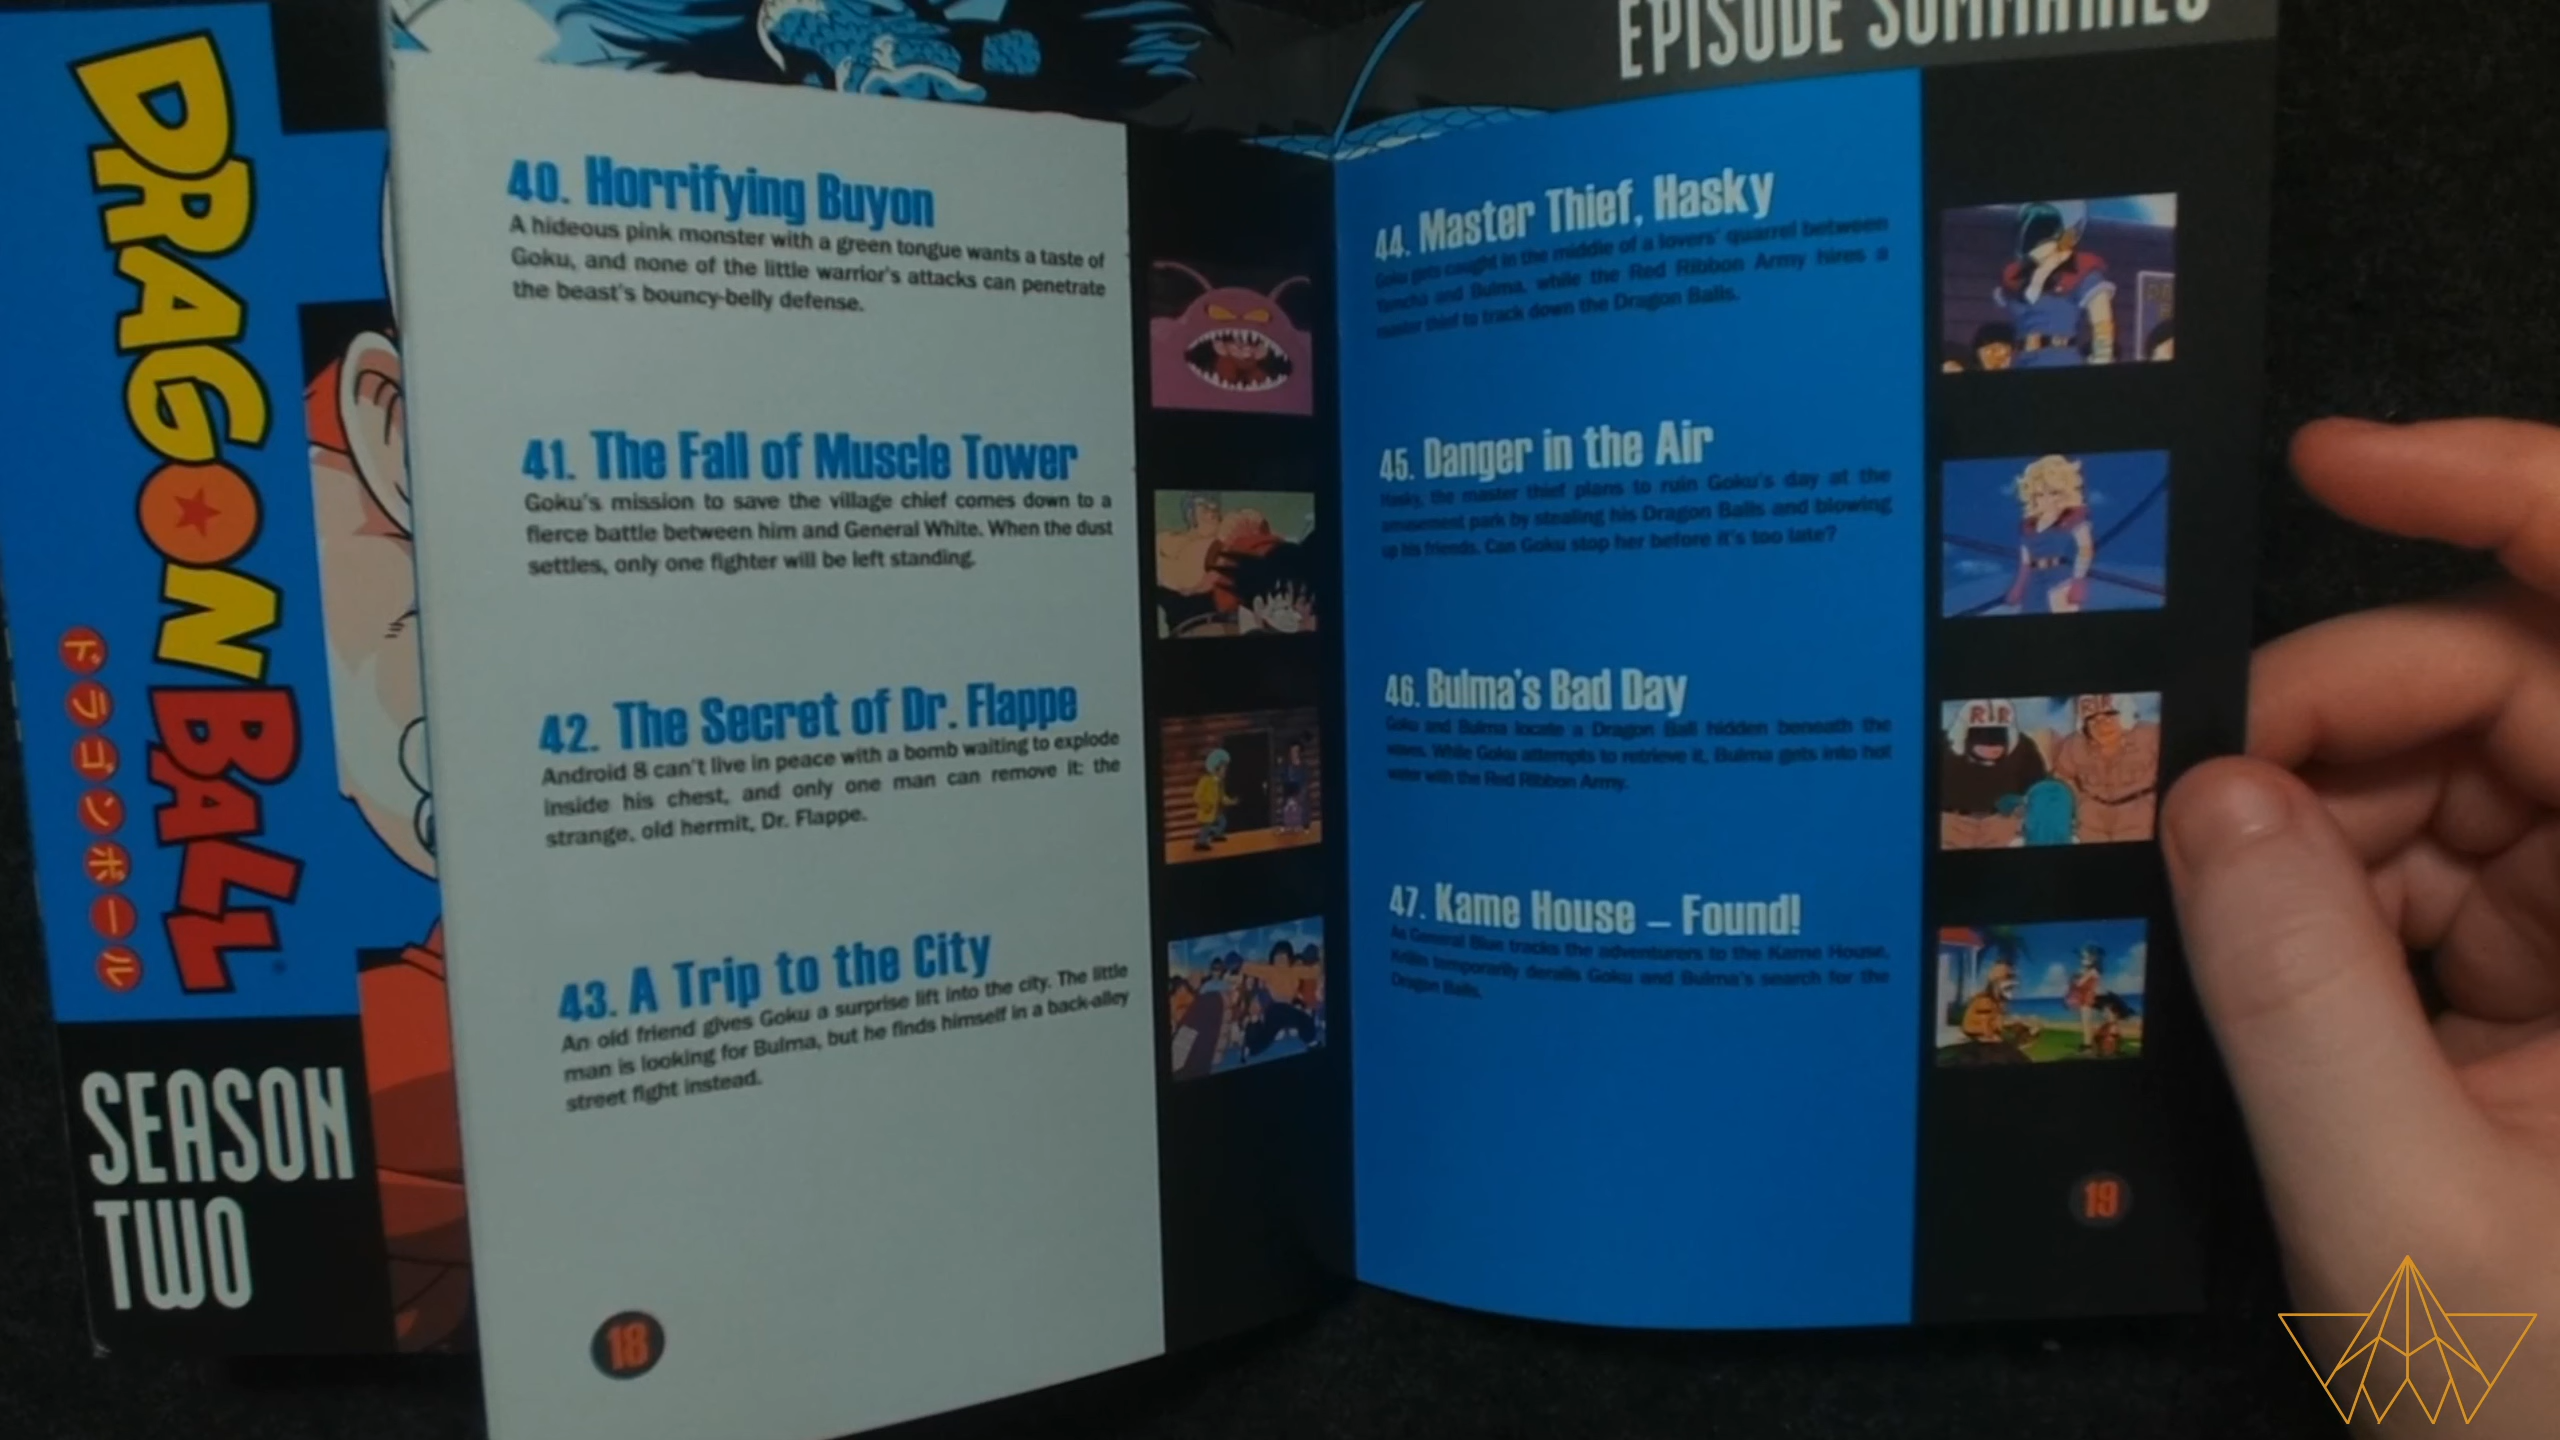 DRAGON BALL
ドラゴンボール
SEASON
TWO
40. Horrifying Buyon
A hideous pink monster with a green tongue wants a taste of
Goku, and none of the little warrior's attacks can penetrate
the beast's bouncy-belly defense.
41. The Fall of Muscle Tower
Goku's mission to save the village chief comes down to a
fierce battle between him and General White. When the dust
settles, only one fighter will be left standing.
42. The Secret of Dr. Flappe
Android 8 can't live in peace with a bomb waiting to explode
inside his chest, and only one man can remove it: the
strange, old hermit, Dr. Flappe.
43. A Trip to the City
An old friend gives Goku a surprise lift into the city. The little
man is looking for Bulma, but he finds himself in a back-alley
street fight instead.
18
EPISODE SUMMARIES
44. Master Thief, Hasky
Goku gets caught in the middle of a lovers' quarrel between
Yamcha and Bulma, while the Red Ribbon Army hires a
master thief to track down the Dragon Balls.
45. Danger in the Air
Hasky, the master thief plans to ruin Goku's day at the
amusement park by stealing his Dragon Balls and blowing
up his friends. Can Goku stop her before it's too late?
46. Bulma's Bad Day
Goku and Bulma locate a Dragon Ball hidden beneath the
waves. While Goku attempts to retrieve it, Bulma gets into hot
water with the Red Ribbon Army.
47. Kame House – Found!
As General Blue tracks the adventurers to the Kame House,
Krillin temporarily derails Goku and Bulma's search for the
Dragon Balls.
RR
RR
19